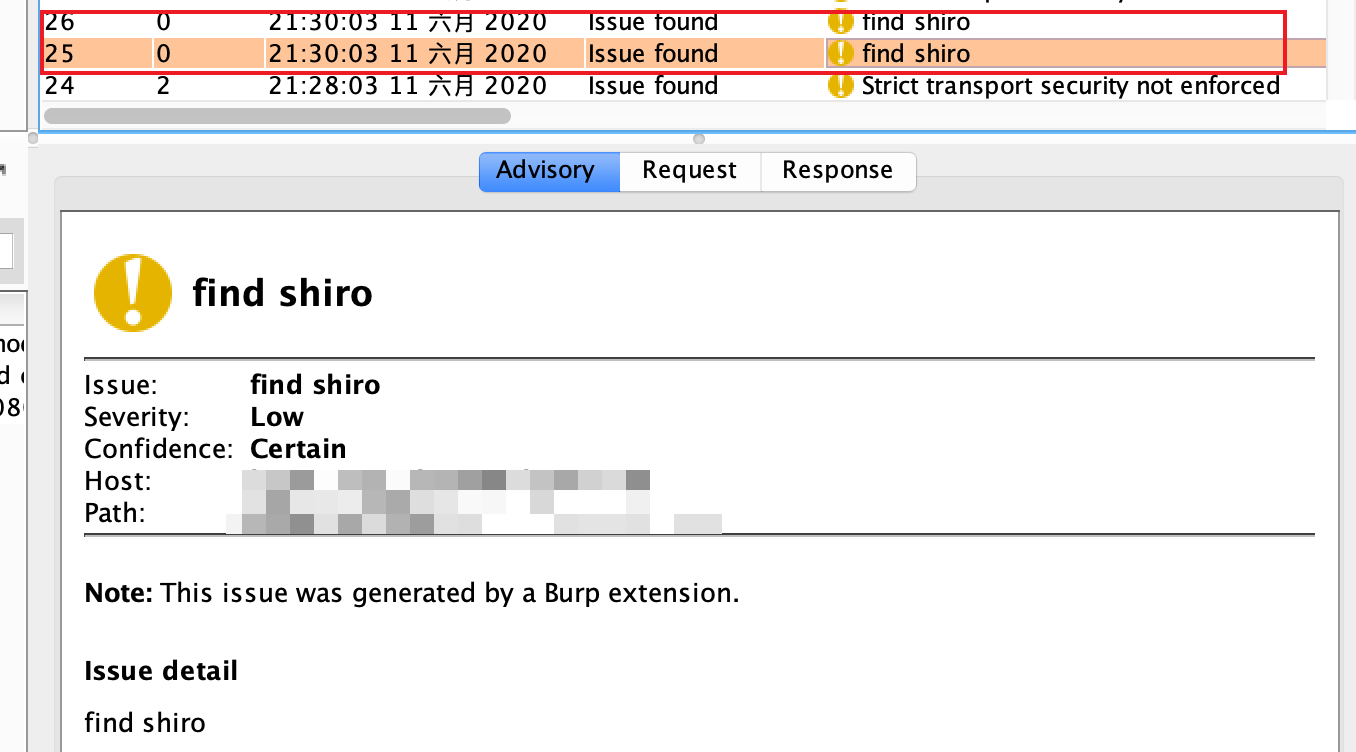 26 0 21:30:03 11 六月 2020 Issue found find shiro
25 0 21:30:03 11 六月 2020 Issue found find shiro
24 2 21:28:03 11 六月 2020 Issue found Strict transport security not enforced
Advisory Request Response
find shiro
Issue: find shiro
Severity: Low
Confidence: Certain
Host:
Path:
Note: This issue was generated by a Burp extension.
Issue detail
find shiro